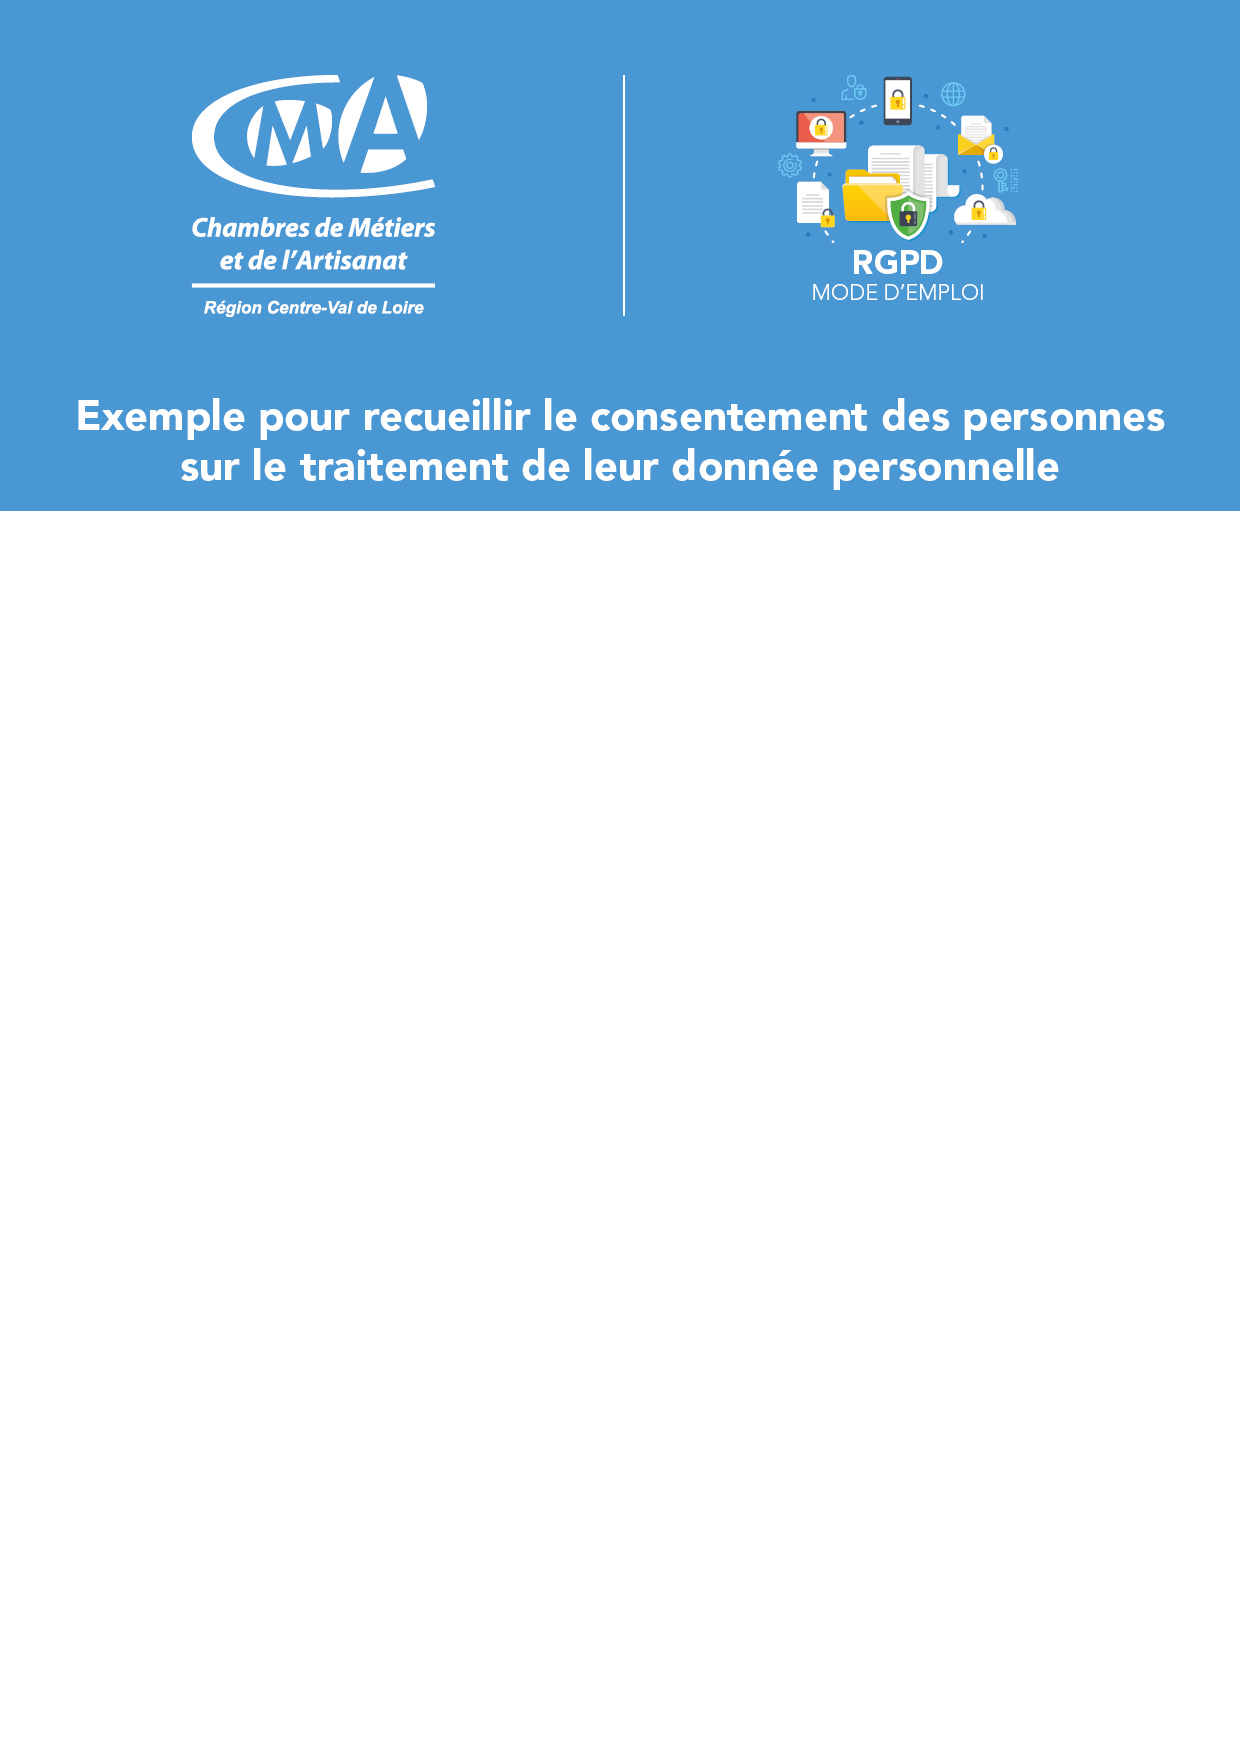 CMA
Chambres de Métiers
et de l'Artisanat
Région Centre-Val de Loire
RGPD
MODE D'EMPLOI
Exemple pour recueillir le consentement des personnes
sur le traitement de leur donnée personnelle